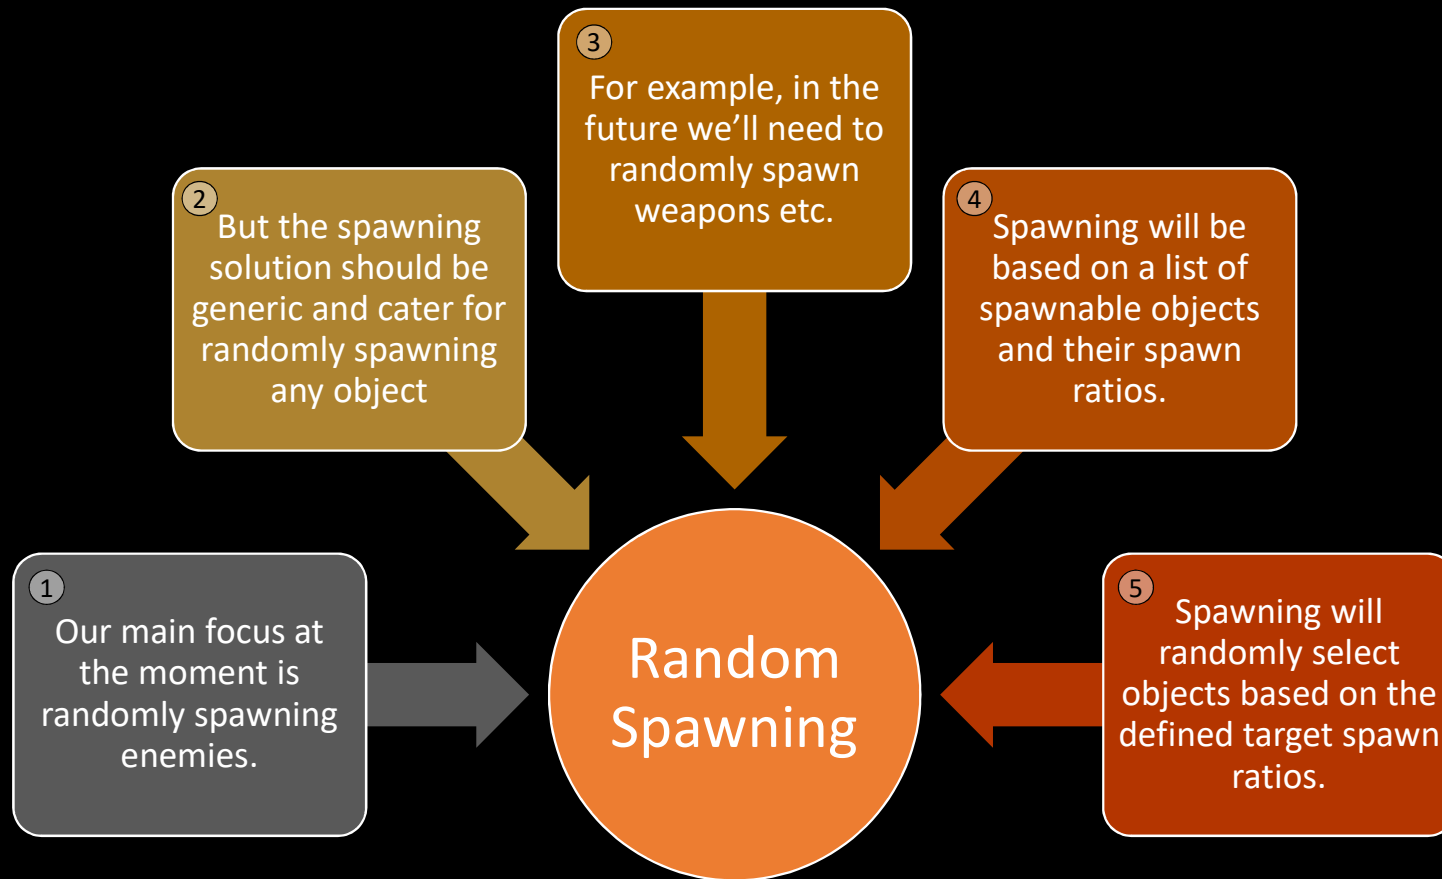 1
Our main focus at
the moment is
randomly spawning
enemies.
2
But the spawning
solution should be
generic and cater for
randomly spawning
any object
3
For example, in the
future we’ll need to
randomly spawn
weapons etc.
4
Spawning will be
based on a list of
spawnable objects
and their spawn
ratios.
5
Spawning will
randomly select
objects based on the
defined target spawn
ratios.
Random
Spawning